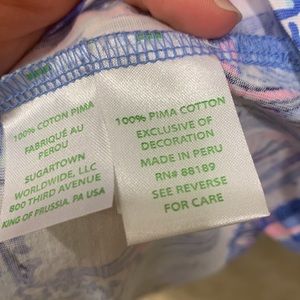 100% COTON PIMA
FABRIQUÉ AU
PEROU
SUGARTOWN
WORLDWIDE, LLC
800 THIRD AVENUE
KING OF PRUSSIA, PA USA
100% PIMA COTTON
EXCLUSIVE OF
DECORATION
MADE IN PERU
RN# 88189
SEE REVERSE
FOR CARE